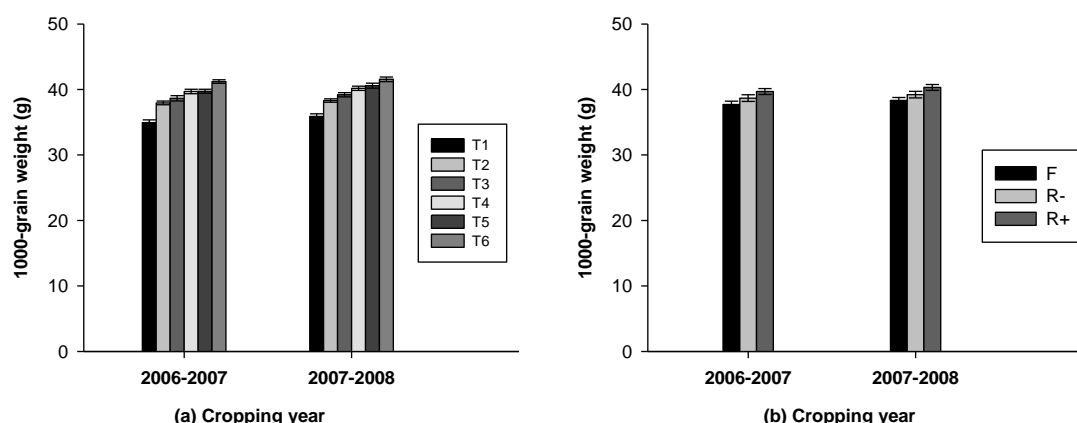 1000-grain weight (g)
50
40
30
20
10
0
T1
T2
T3
T4
T5
T6
2006-2007
2007-2008
(a) Cropping year
1000-grain weight (g)
50
40
30
20
10
0
F
R-
R+
2006-2007
2007-2008
(b) Cropping year